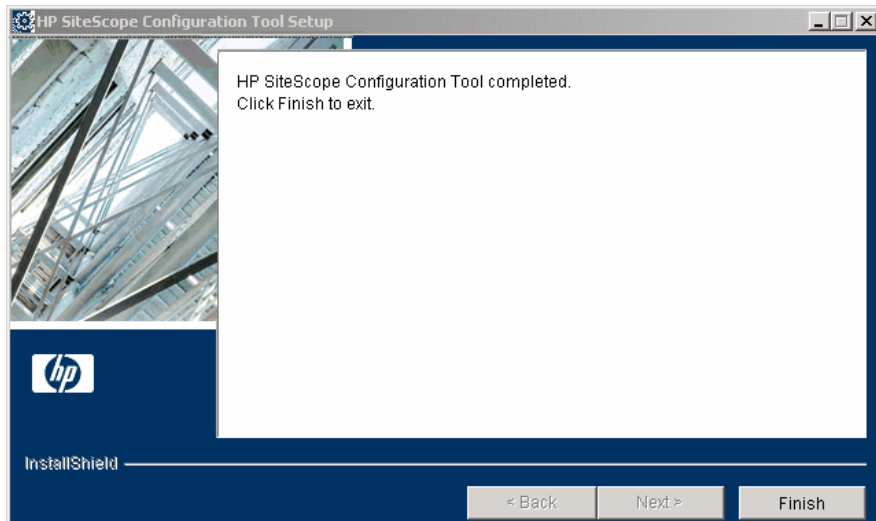 HP SiteScope Configuration Tool Setup
HP SiteScope Configuration Tool completed.
Click Finish to exit.
hp
InstallShield
< Back
Next >
Finish